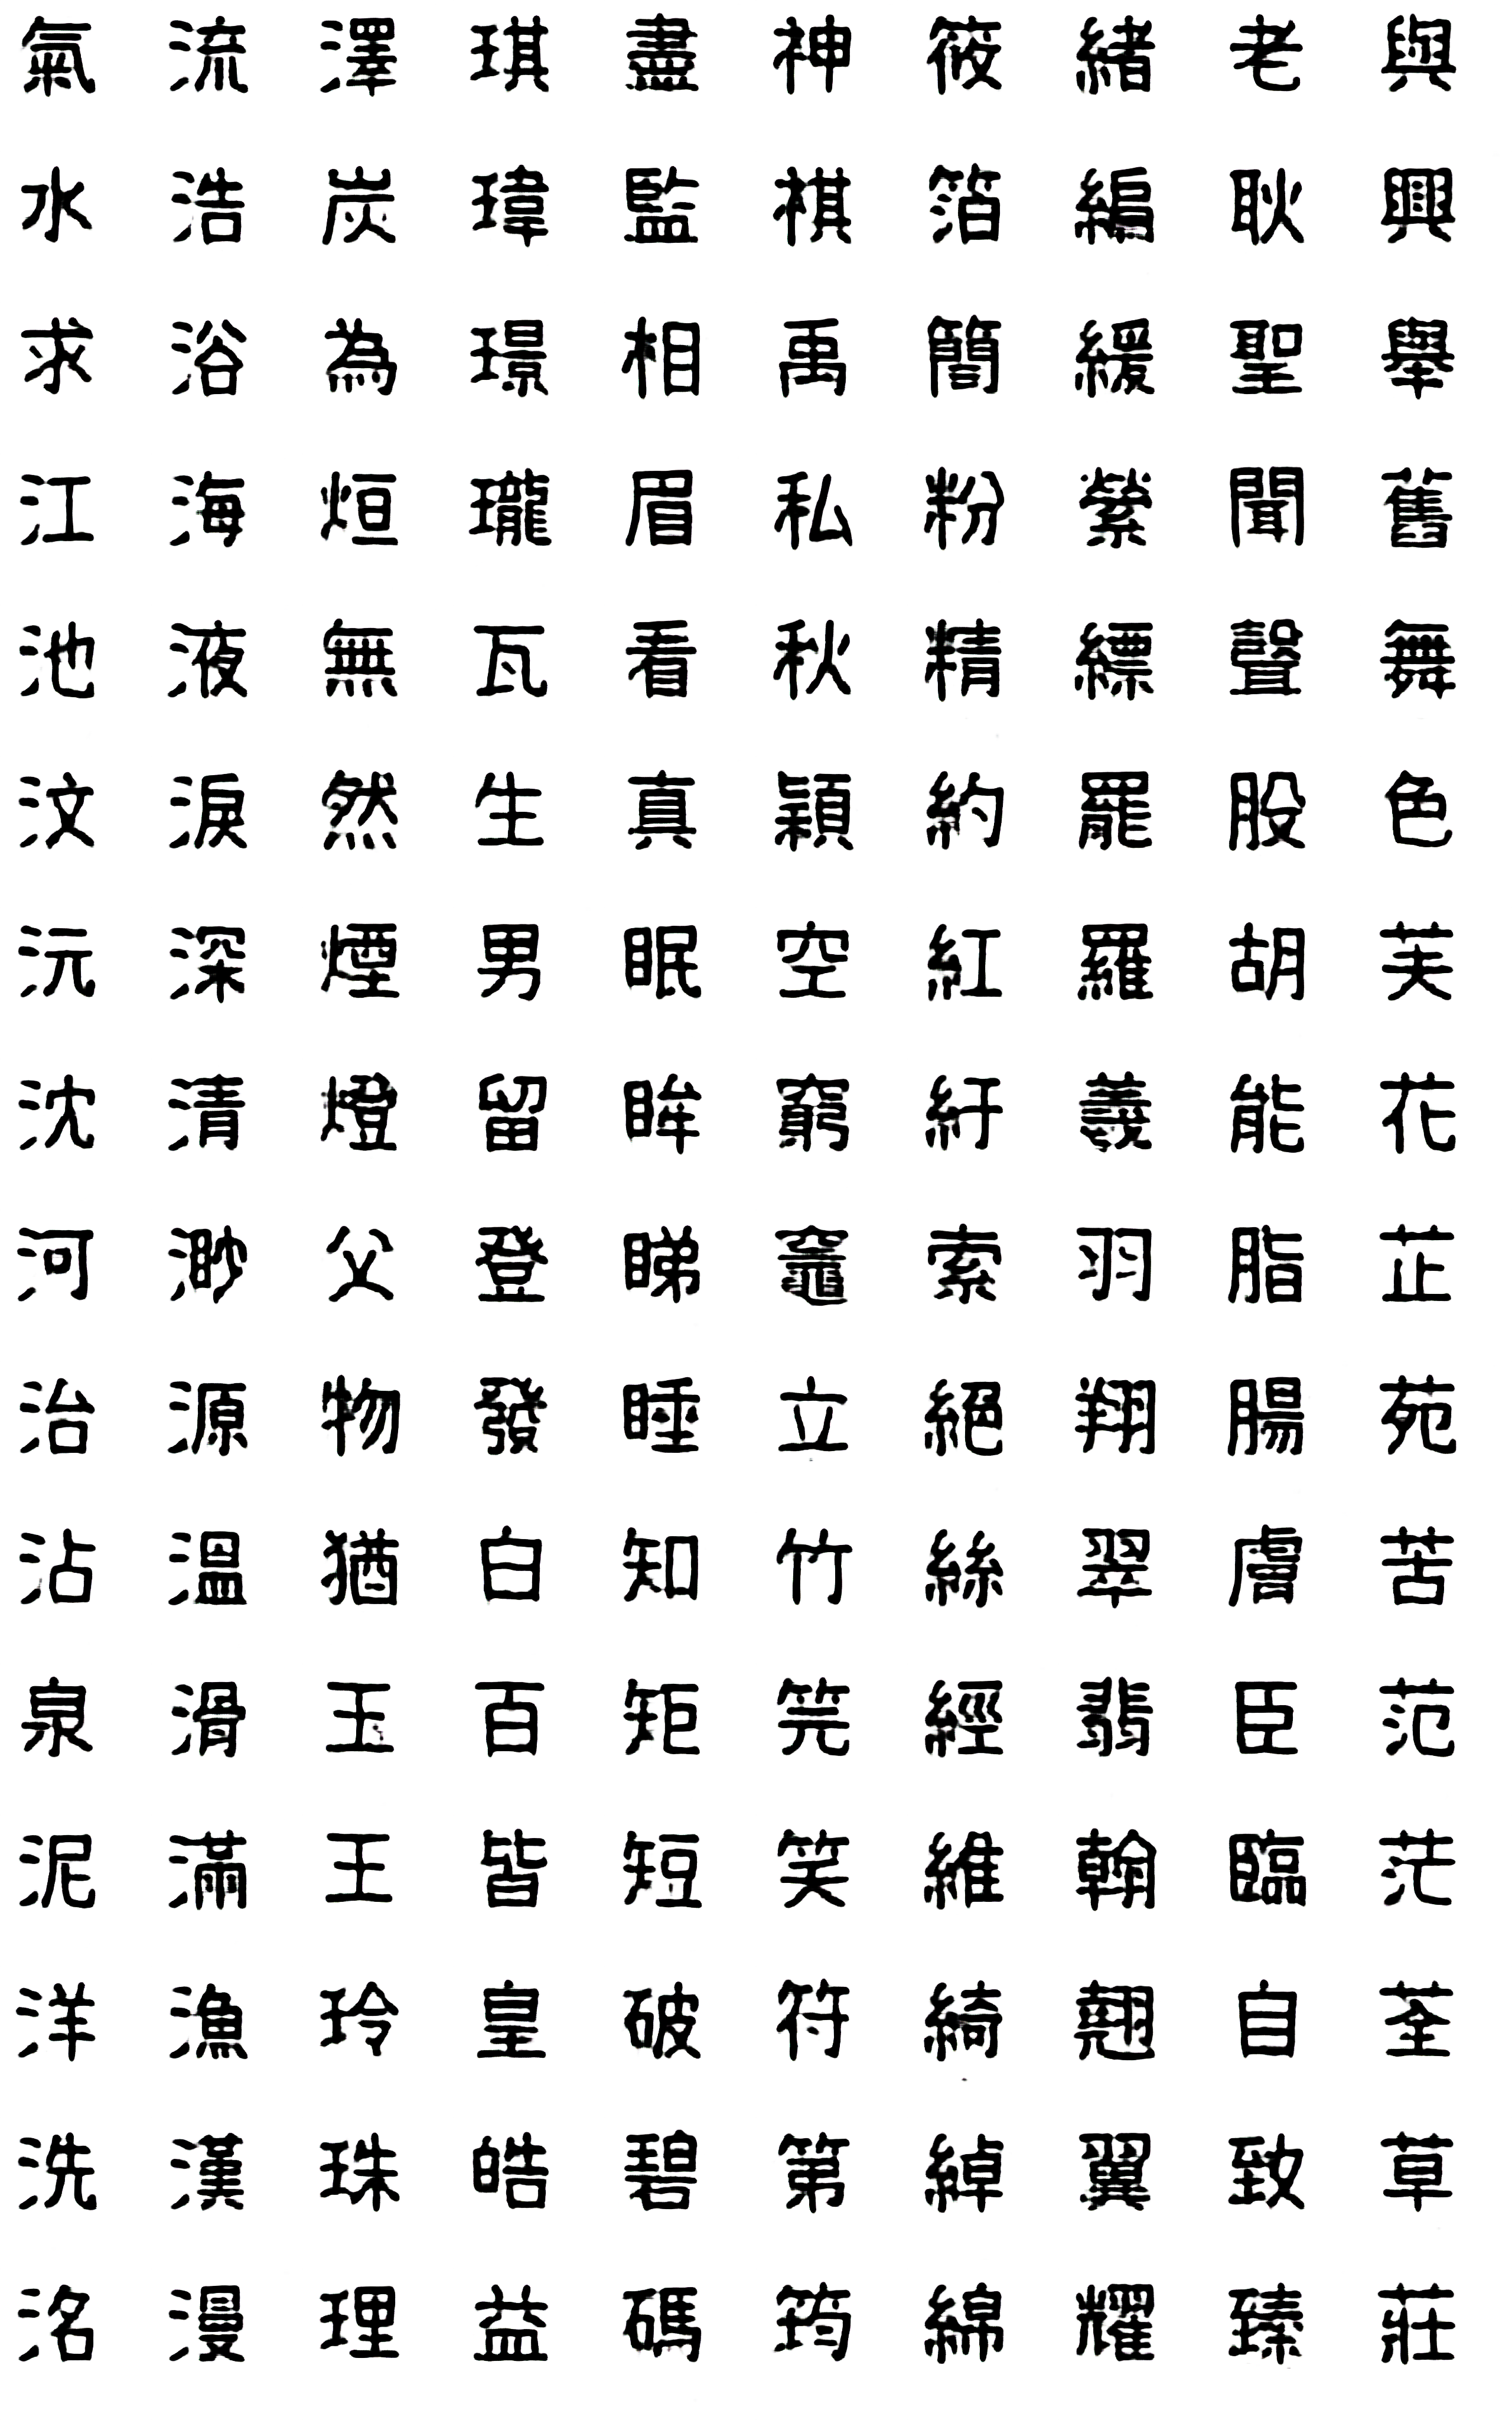 氣水求江池汶沅沈河治沾泉泥洋洗洛
流浩浴海液淚深清渺源溫滑滿漁漢漫
澤炭為烜無然煙燈父物猶玉王玲珠理
琪瑋璟瓏瓦生男留登發白百皆皇皓益
盡監相眉看真眠眸睇睡知矩短破碧碼
神祺禹私秋穎空窮竈立竹笎笑符第筠
筱箔簡粉精約紅紆索絕絲經維綺綽綿
緒編緩縈縹罷羅羲羽翔翠翡翰翹翼耀
老耿聖聞聲股胡能脂腸膚臣臨自致臻
與興舉舊舞色芙花芷苑苦范茫荃草莊